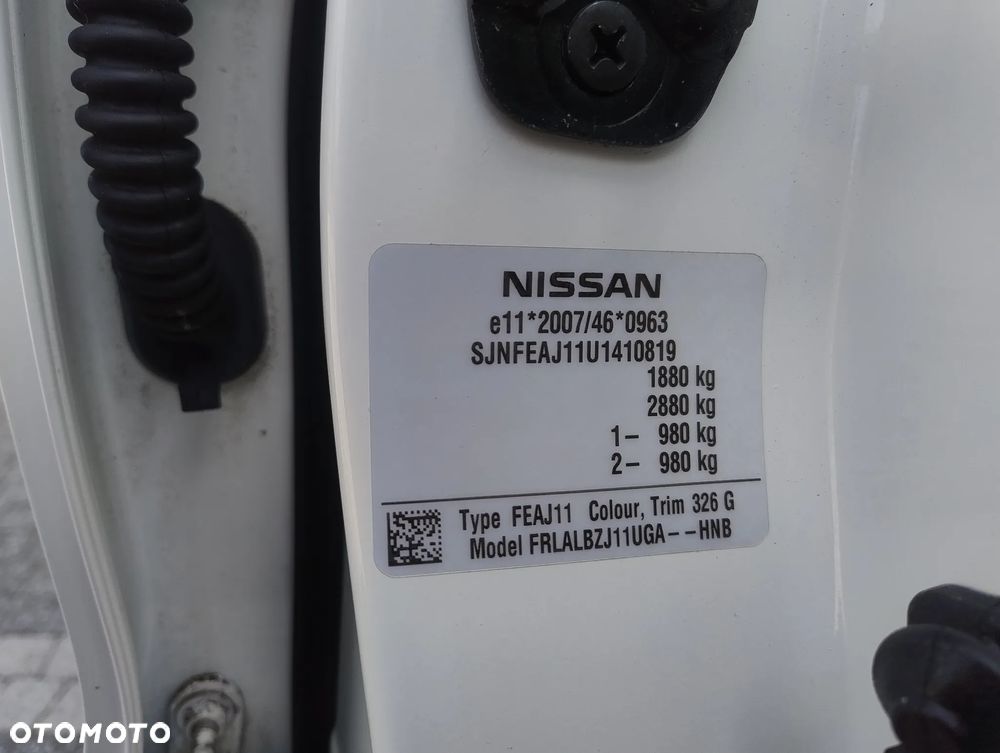 NISSAN
e11*2007/46*0963
SJNFEAJ11U1410819
1880 kg
2880 kg
1– 980 kg
2– 980 kg
Type FEAJ11 Colour, Trim 326 G
Model FRLALBZJ11UGA– –HNB
OTOMOTO